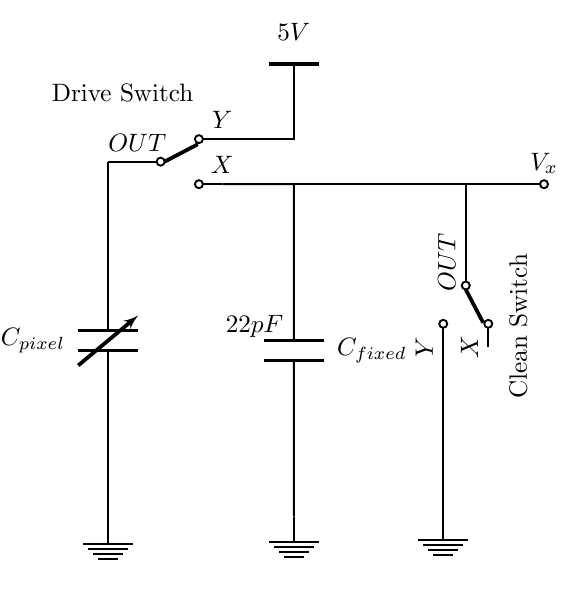 5V
Drive Switch
Y
OUT
X
V_x
OUT
Clean Switch
22pF
C_{pixel}
C_{fixed}
Y
X